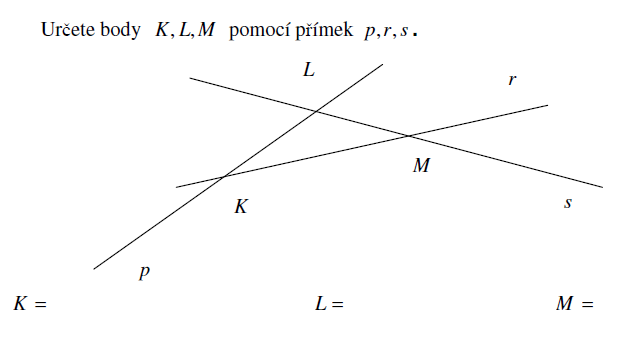 Určete body K, L, M pomocí přímek p, r, s.
L
r
M
K
s
p
K =
L =
M =